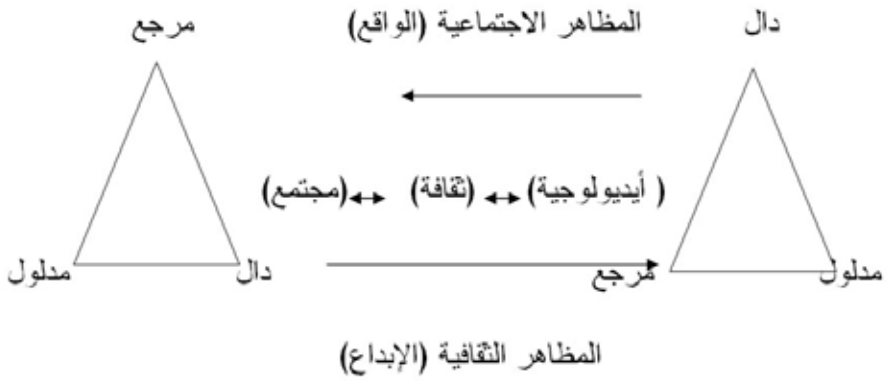 دال
المظاهر الاجتماعية (الواقع)
مرجع
( أيديولوجية) (ثقافة) (مجتمع)
مدلول
مرجع
دال
مدلول
المظاهر الثقافية (الإبداع)